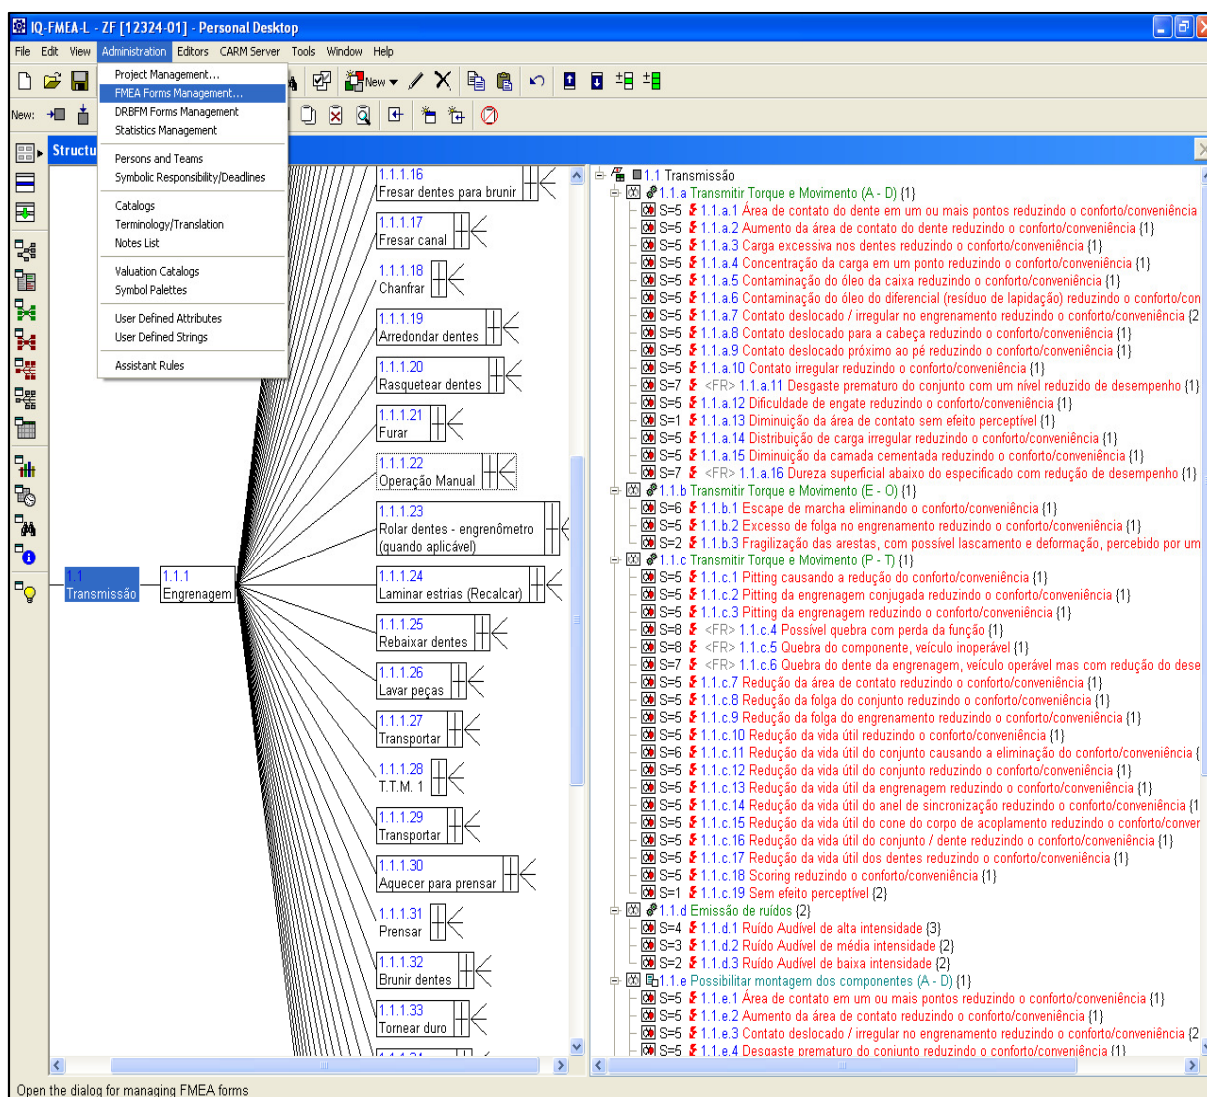 IQ-FMEA-L - ZF [12324-01] - Personal Desktop
File Edit View Administration Editors CARM Server Tools Window Help
New
New:
Project Management...
FMEA Forms Management...
DRBFM Forms Management
Statistics Management
Persons and Teams
Symbolic Responsibility/Deadlines
Catalogs
Terminology/Translation
Notes List
Valuation Catalogs
Symbol Palettes
User Defined Attributes
User Defined Strings
Assistant Rules
Structu
1.1
Transmissão
1.1.1
Engrenagem
1.1.1.16
Fresar dentes para brunir
1.1.1.17
Fresar canal
1.1.1.18
Chanfrar
1.1.1.19
Arredondar dentes
1.1.1.20
Rasquetear dentes
1.1.1.21
Furar
1.1.1.22
Operação Manual
1.1.1.23
Rolar dentes - engrenômetro
(quando aplicável)
1.1.1.24
Laminar estrias (Recalcar)
1.1.1.25
Rebaixar dentes
1.1.1.26
Lavar peças
1.1.1.27
Transportar
1.1.1.28
T.T.M. 1
1.1.1.29
Transportar
1.1.1.30
Aquecer para prensar
1.1.1.31
Prensar
1.1.1.32
Brunir dentes
1.1.1.33
Tornear duro
1.1 Transmissão
1.1.a Transmitir Torque e Movimento (A - D) {1}
S=5 1.1.a.1 Área de contato do dente em um ou mais pontos reduzindo o conforto/conveniência
S=5 1.1.a.2 Aumento da área de contato do dente reduzindo o conforto/conveniência {1}
S=5 1.1.a.3 Carga excessiva nos dentes reduzindo o conforto/conveniência {1}
S=5 1.1.a.4 Concentração da carga em um ponto reduzindo o conforto/conveniência {1}
S=5 1.1.a.5 Contaminação do óleo da caixa reduzindo o conforto/conveniência {1}
S=5 1.1.a.6 Contaminação do óleo do diferencial (resíduo de lapidação) reduzindo o conforto/con
S=5 1.1.a.7 Contato deslocado / irregular no engrenamento reduzindo o conforto/conveniência {2
S=5 1.1.a.8 Contato deslocado para a cabeça reduzindo o conforto/conveniência {1}
S=5 1.1.a.9 Contato deslocado próximo ao pé reduzindo o conforto/conveniência {1}
S=5 1.1.a.10 Contato irregular reduzindo o conforto/conveniência {1}
S=7 <FR> 1.1.a.11 Desgaste prematuro do conjunto com um nível reduzido de desempenho {1}
S=5 1.1.a.12 Dificuldade de engate reduzindo o conforto/conveniência {1}
S=1 1.1.a.13 Diminuição da área de contato sem efeito perceptível {1}
S=5 1.1.a.14 Distribuição de carga irregular reduzindo o conforto/conveniência {1}
S=5 1.1.a.15 Diminuição da camada cementada reduzindo o conforto/conveniência {1}
S=7 <FR> 1.1.a.16 Dureza superficial abaixo do especificado com redução de desempenho {1}
1.1.b Transmitir Torque e Movimento (E - O) {1}
S=6 1.1.b.1 Escape de marcha eliminando o conforto/conveniência {1}
S=5 1.1.b.2 Excesso de folga no engrenamento reduzindo o conforto/conveniência {1}
S=2 1.1.b.3 Fragilização das arestas, com possível lascamento e deformação, percebido por um
1.1.c Transmitir Torque e Movimento (P - T) {1}
S=5 1.1.c.1 Pitting causando a redução do conforto/conveniência {1}
S=5 1.1.c.2 Pitting da engrenagem conjugada reduzindo o conforto/conveniência {1}
S=5 1.1.c.3 Pitting da engrenagem reduzindo o conforto/conveniência {1}
S=8 <FR> 1.1.c.4 Possível quebra com perda da função {1}
S=8 <FR> 1.1.c.5 Quebra do componente, veículo inoperável {1}
S=7 <FR> 1.1.c.6 Quebra do dente da engrenagem, veículo operável mas com redução do dese
S=5 1.1.c.7 Redução da área de contato reduzindo o conforto/conveniência {1}
S=5 1.1.c.8 Redução da folga do conjunto reduzindo o conforto/conveniência {1}
S=5 1.1.c.9 Redução da folga do engrenamento reduzindo o conforto/conveniência {1}
S=5 1.1.c.10 Redução da vida útil reduzindo o conforto/conveniência {1}
S=6 1.1.c.11 Redução da vida útil do conjunto causando a eliminação do conforto/conveniência {
S=5 1.1.c.12 Redução da vida útil do conjunto reduzindo o conforto/conveniência {1}
S=5 1.1.c.13 Redução da vida útil da engrenagem reduzindo o conforto/conveniência {1}
S=5 1.1.c.14 Redução da vida útil do anel de sincronização reduzindo o conforto/conveniência {1
S=5 1.1.c.15 Redução da vida útil do cone do corpo de acoplamento reduzindo o conforto/conver
S=5 1.1.c.16 Redução da vida útil do conjunto / dente reduzindo o conforto/conveniência {1}
S=5 1.1.c.17 Redução da vida útil dos dentes reduzindo o conforto/conveniência {1}
S=5 1.1.c.18 Scoring reduzindo o conforto/conveniência {1}
S=1 1.1.c.19 Sem efeito perceptível {2}
1.1.d Emissão de ruídos {2}
S=4 1.1.d.1 Ruído Audível de alta intensidade {3}
S=3 1.1.d.2 Ruído Audível de média intensidade {2}
S=2 1.1.d.3 Ruído Audível de baixa intensidade {2}
1.1.e Possibilitar montagem dos componentes (A - D) {1}
S=5 1.1.e.1 Área de contato em um ou mais pontos reduzindo o conforto/conveniência {1}
S=5 1.1.e.2 Aumento da área de contato reduzindo o conforto/conveniência {1}
S=5 1.1.e.3 Contato deslocado / irregular no engrenamento reduzindo o conforto/conveniência {2
S=5 1.1.e.4 Desgaste prematuro do conjunto reduzindo o conforto/conveniência {1}
Open the dialog for managing FMEA forms